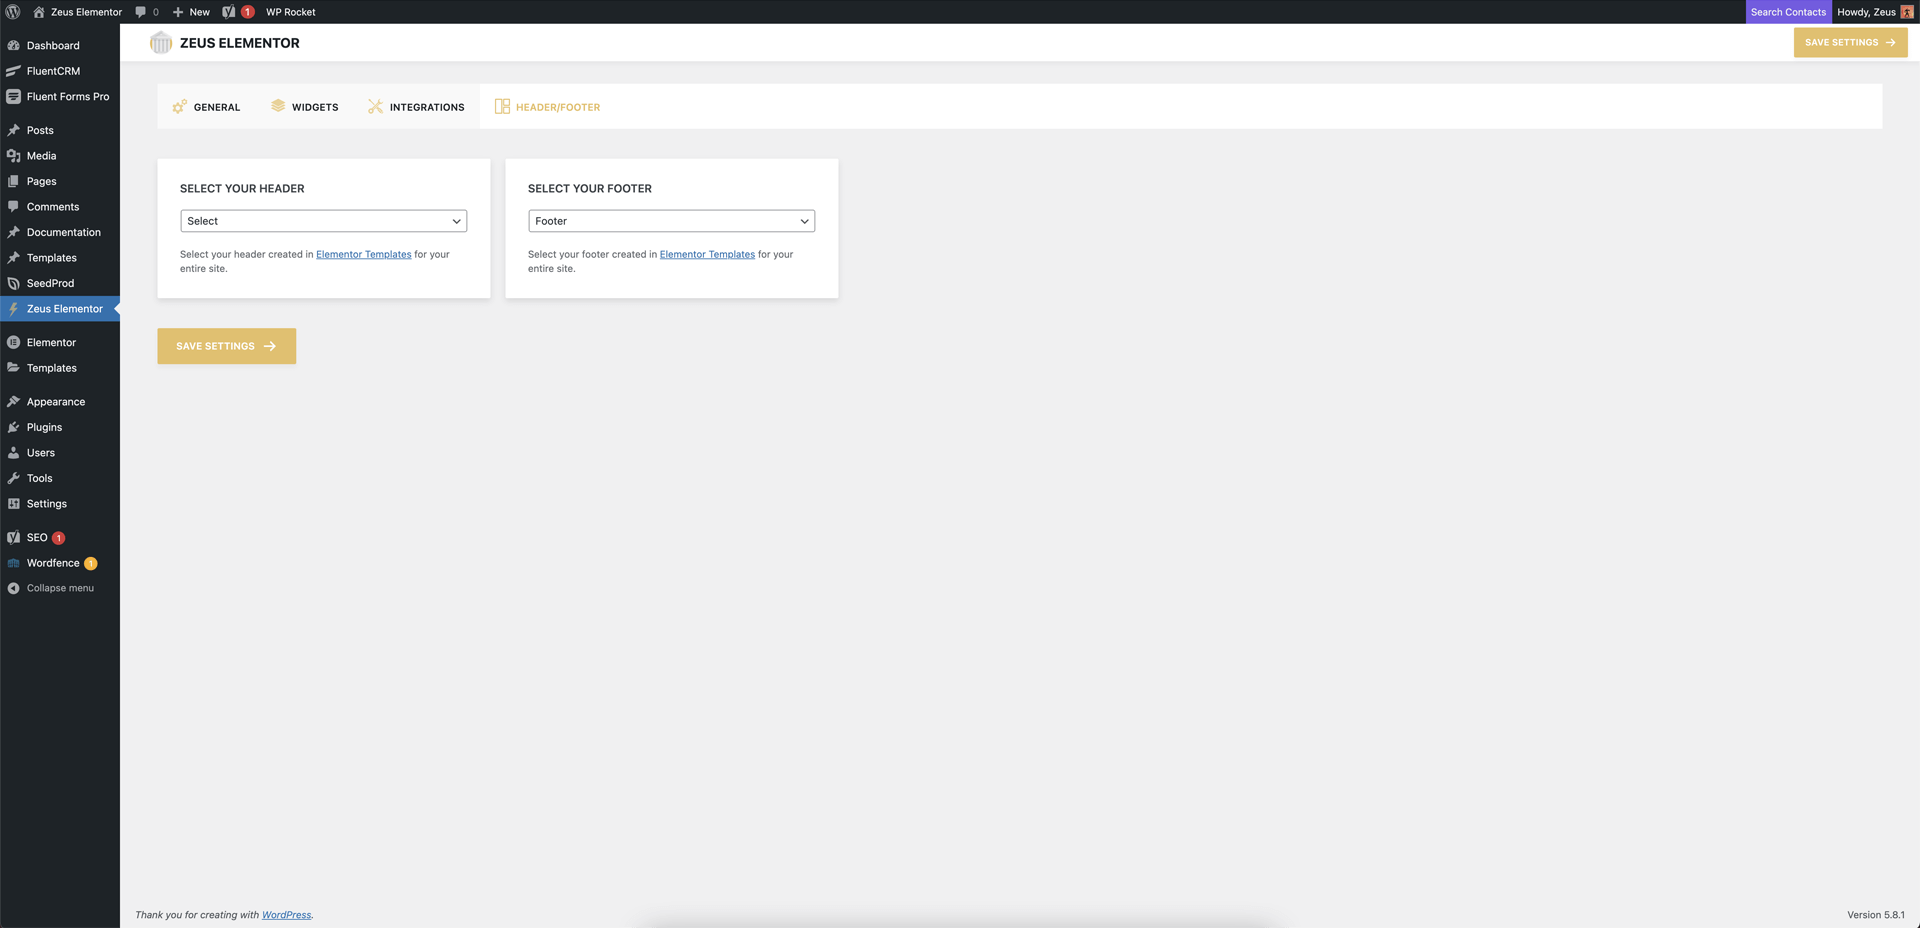 Zeus Elementor
0
New
1
WP Rocket
Search Contacts
Howdy, Zeus
Dashboard
FluentCRM
Fluent Forms Pro
Posts
Media
Pages
Comments
Documentation
Templates
SeedProd
Zeus Elementor
Elementor
Templates
Appearance
Plugins
Users
Tools
Settings
SEO 1
Wordfence 1
Collapse menu
ZEUS ELEMENTOR
SAVE SETTINGS
GENERAL
WIDGETS
INTEGRATIONS
HEADER/FOOTER
SELECT YOUR HEADER
Select
Select your header created in Elementor Templates for your
entire site.
SELECT YOUR FOOTER
Footer
Select your footer created in Elementor Templates for your
entire site.
SAVE SETTINGS
Thank you for creating with WordPress.
Version 5.8.1